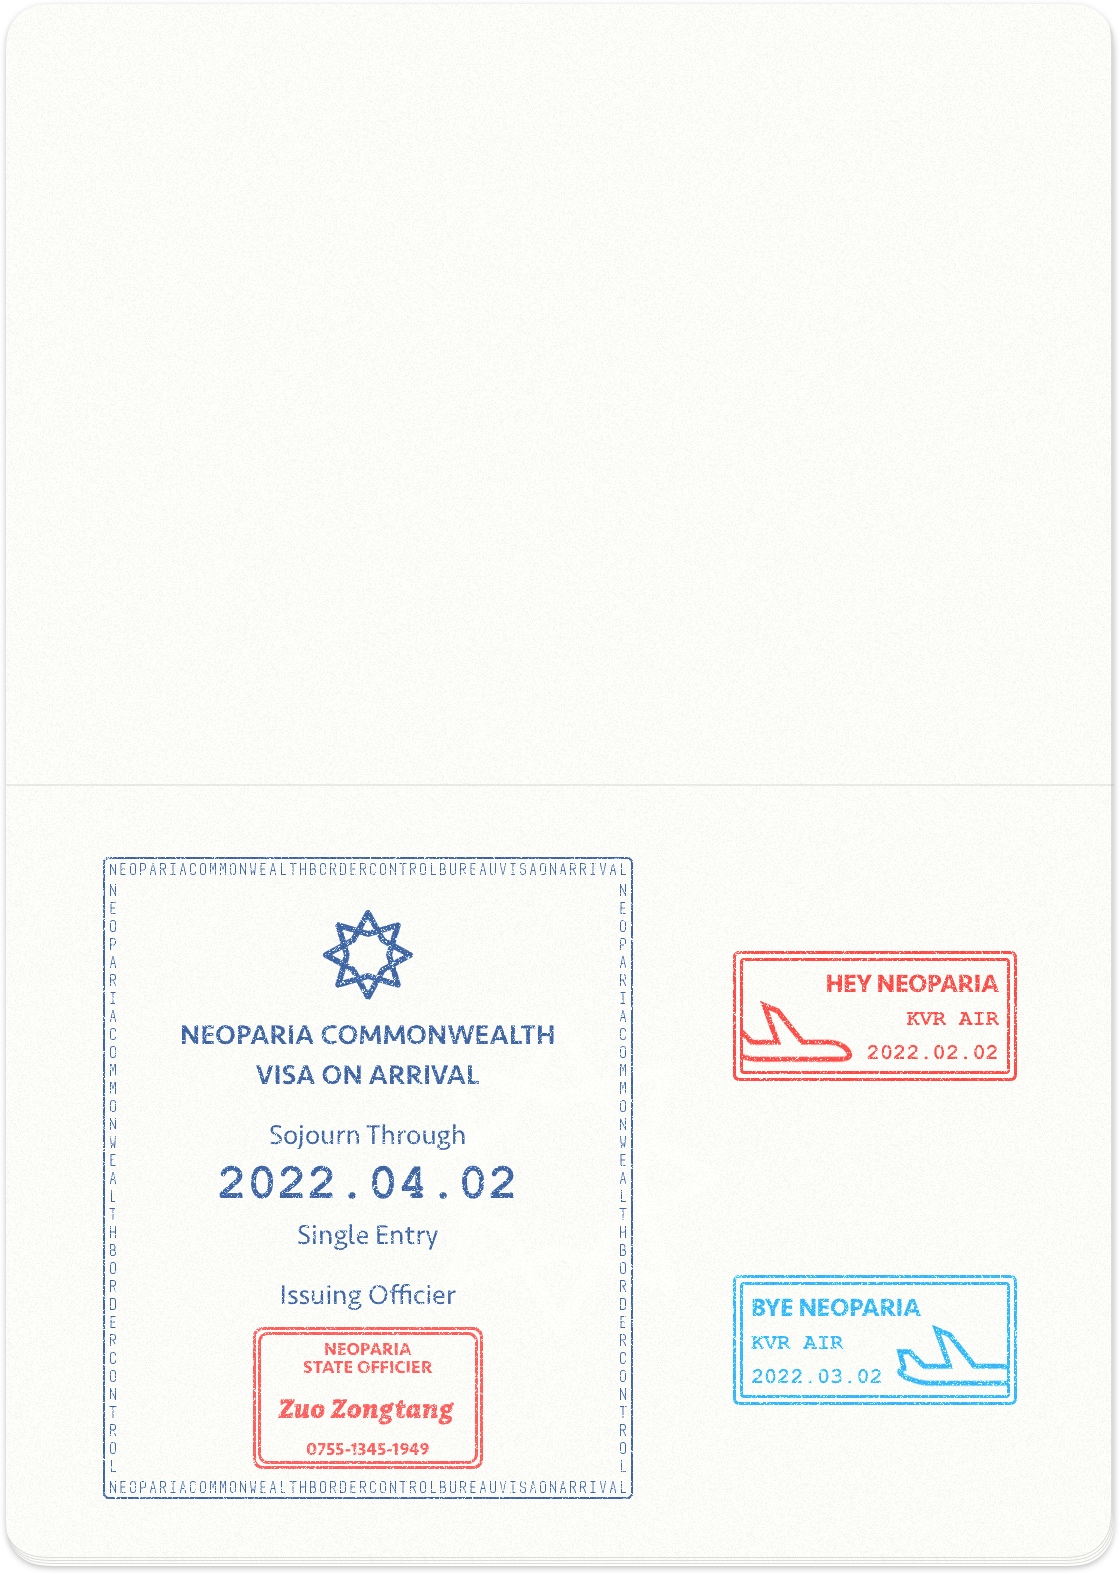 NEOPARIACOMMONWEALTHBORDERCONTROLBUREAUVISAONARRIVAL
NEOPARIACOMMONWEALTHBORDERCONTROL
NEOPARIACOMMONWEALTHBORDERCONTROL
NEOPARIA COMMONWEALTH
VISA ON ARRIVAL
Sojourn Through
2022.04.02
Single Entry
Issuing Officier
NEOPARIA
STATE OFFICIER
Zuo Zongtang
0755-1345-1949
NEOPARIACOMMONWEALTHBORDERCONTROLBUREAUVISAONARRIVAL
HEY NEOPARIA
KVR AIR
2022.02.02
BYE NEOPARIA
KVR AIR
2022.03.02